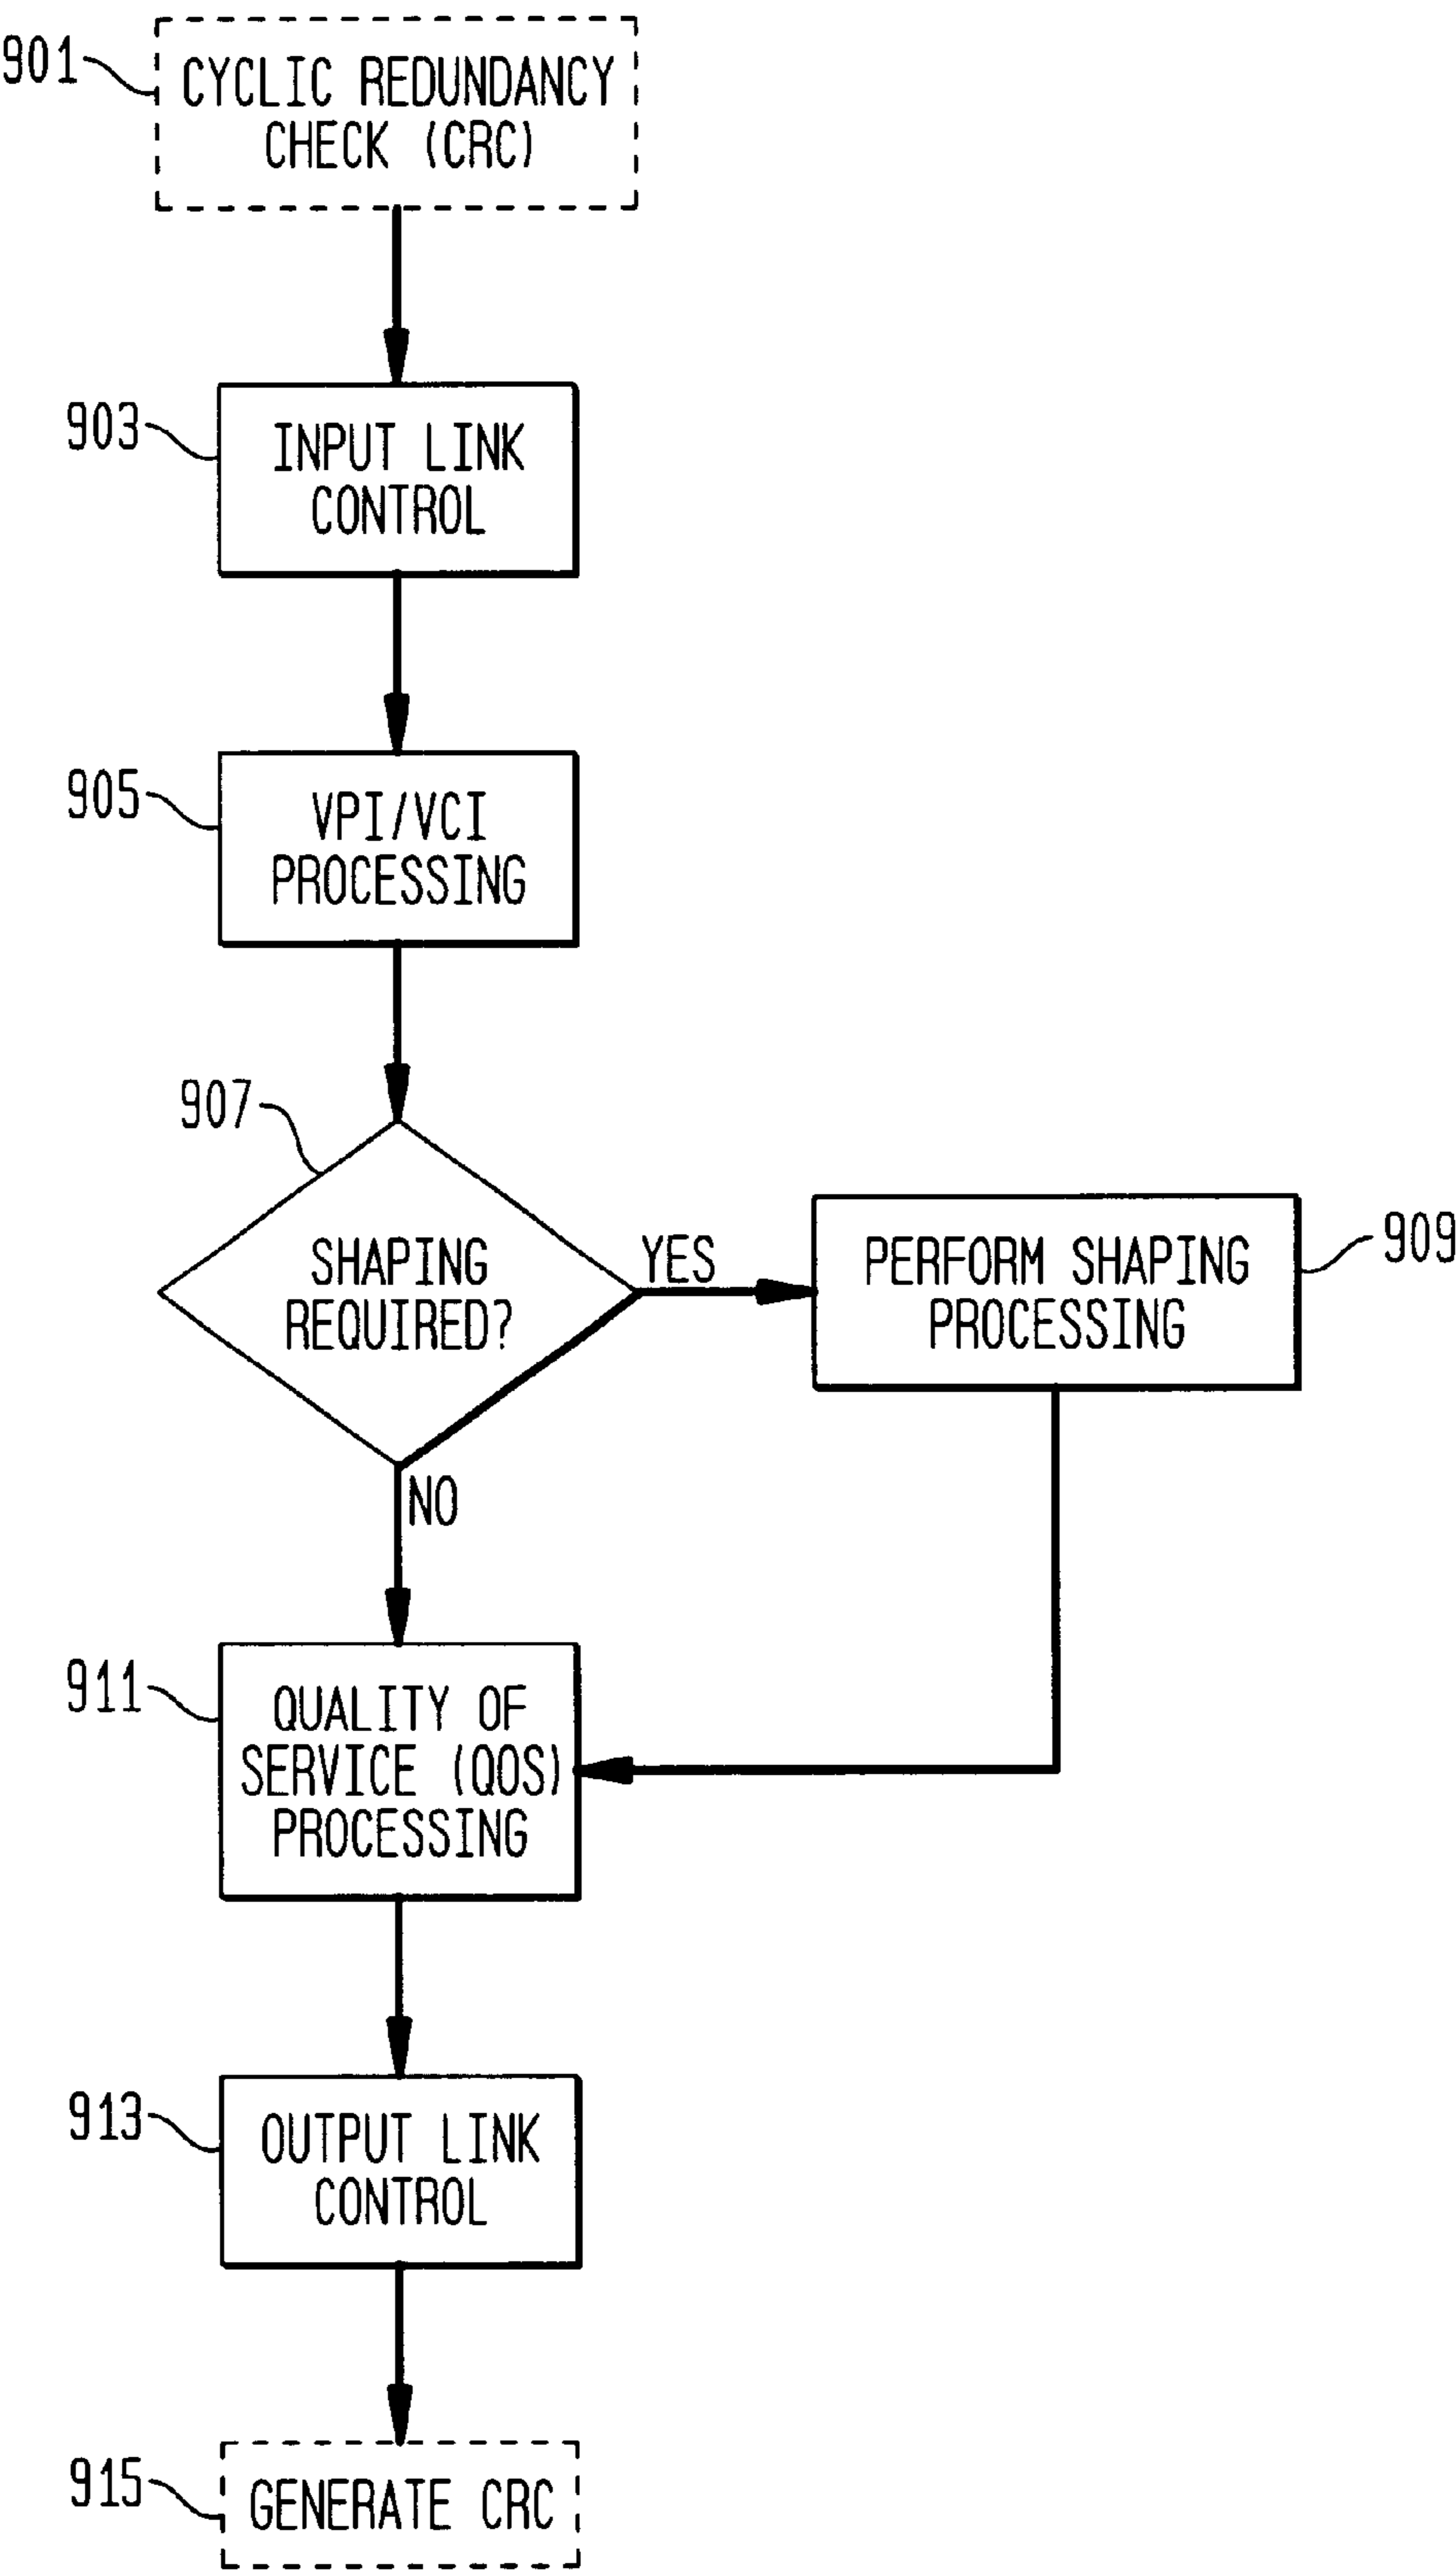 901
CYCLIC REDUNDANCY
CHECK (CRC)
903
INPUT LINK
CONTROL
905
VPI/VCI
PROCESSING
907
SHAPING
REQUIRED?
YES
NO
PERFORM SHAPING
PROCESSING
909
911
QUALITY OF
SERVICE (QOS)
PROCESSING
913
OUTPUT LINK
CONTROL
915
GENERATE CRC